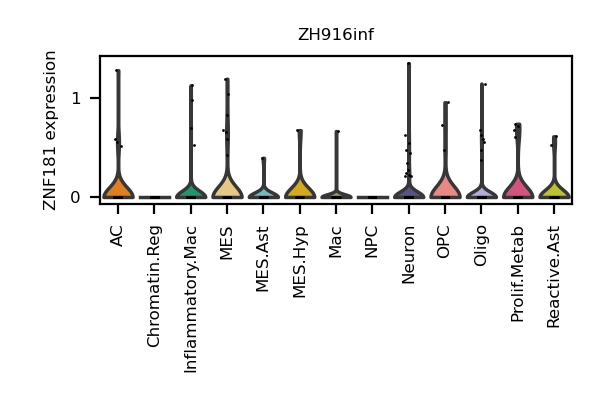 ZH916inf
ZNF181 expression
1
0
AC
Chromatin.Reg
Inflammatory.Mac
MES
MES.Ast
MES.Hyp
Mac
NPC
Neuron
OPC
Oligo
Prolif.Metab
Reactive.Ast